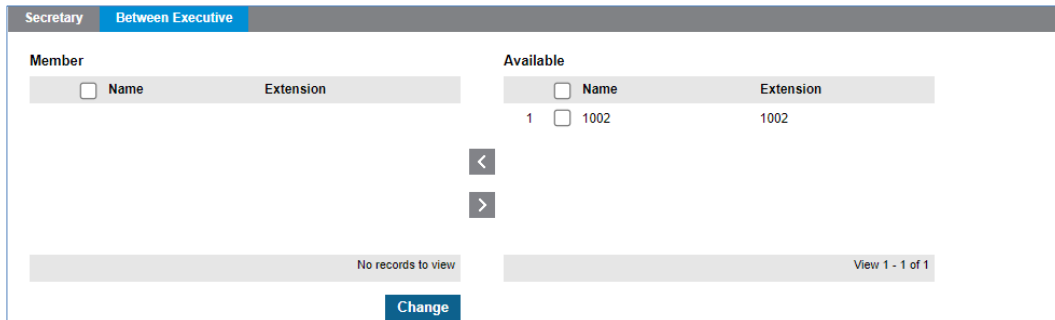 Secretary Between Executive
Member Available
Name Extension Name Extension
1 1002 1002
No records to view View 1 - 1 of 1
Change